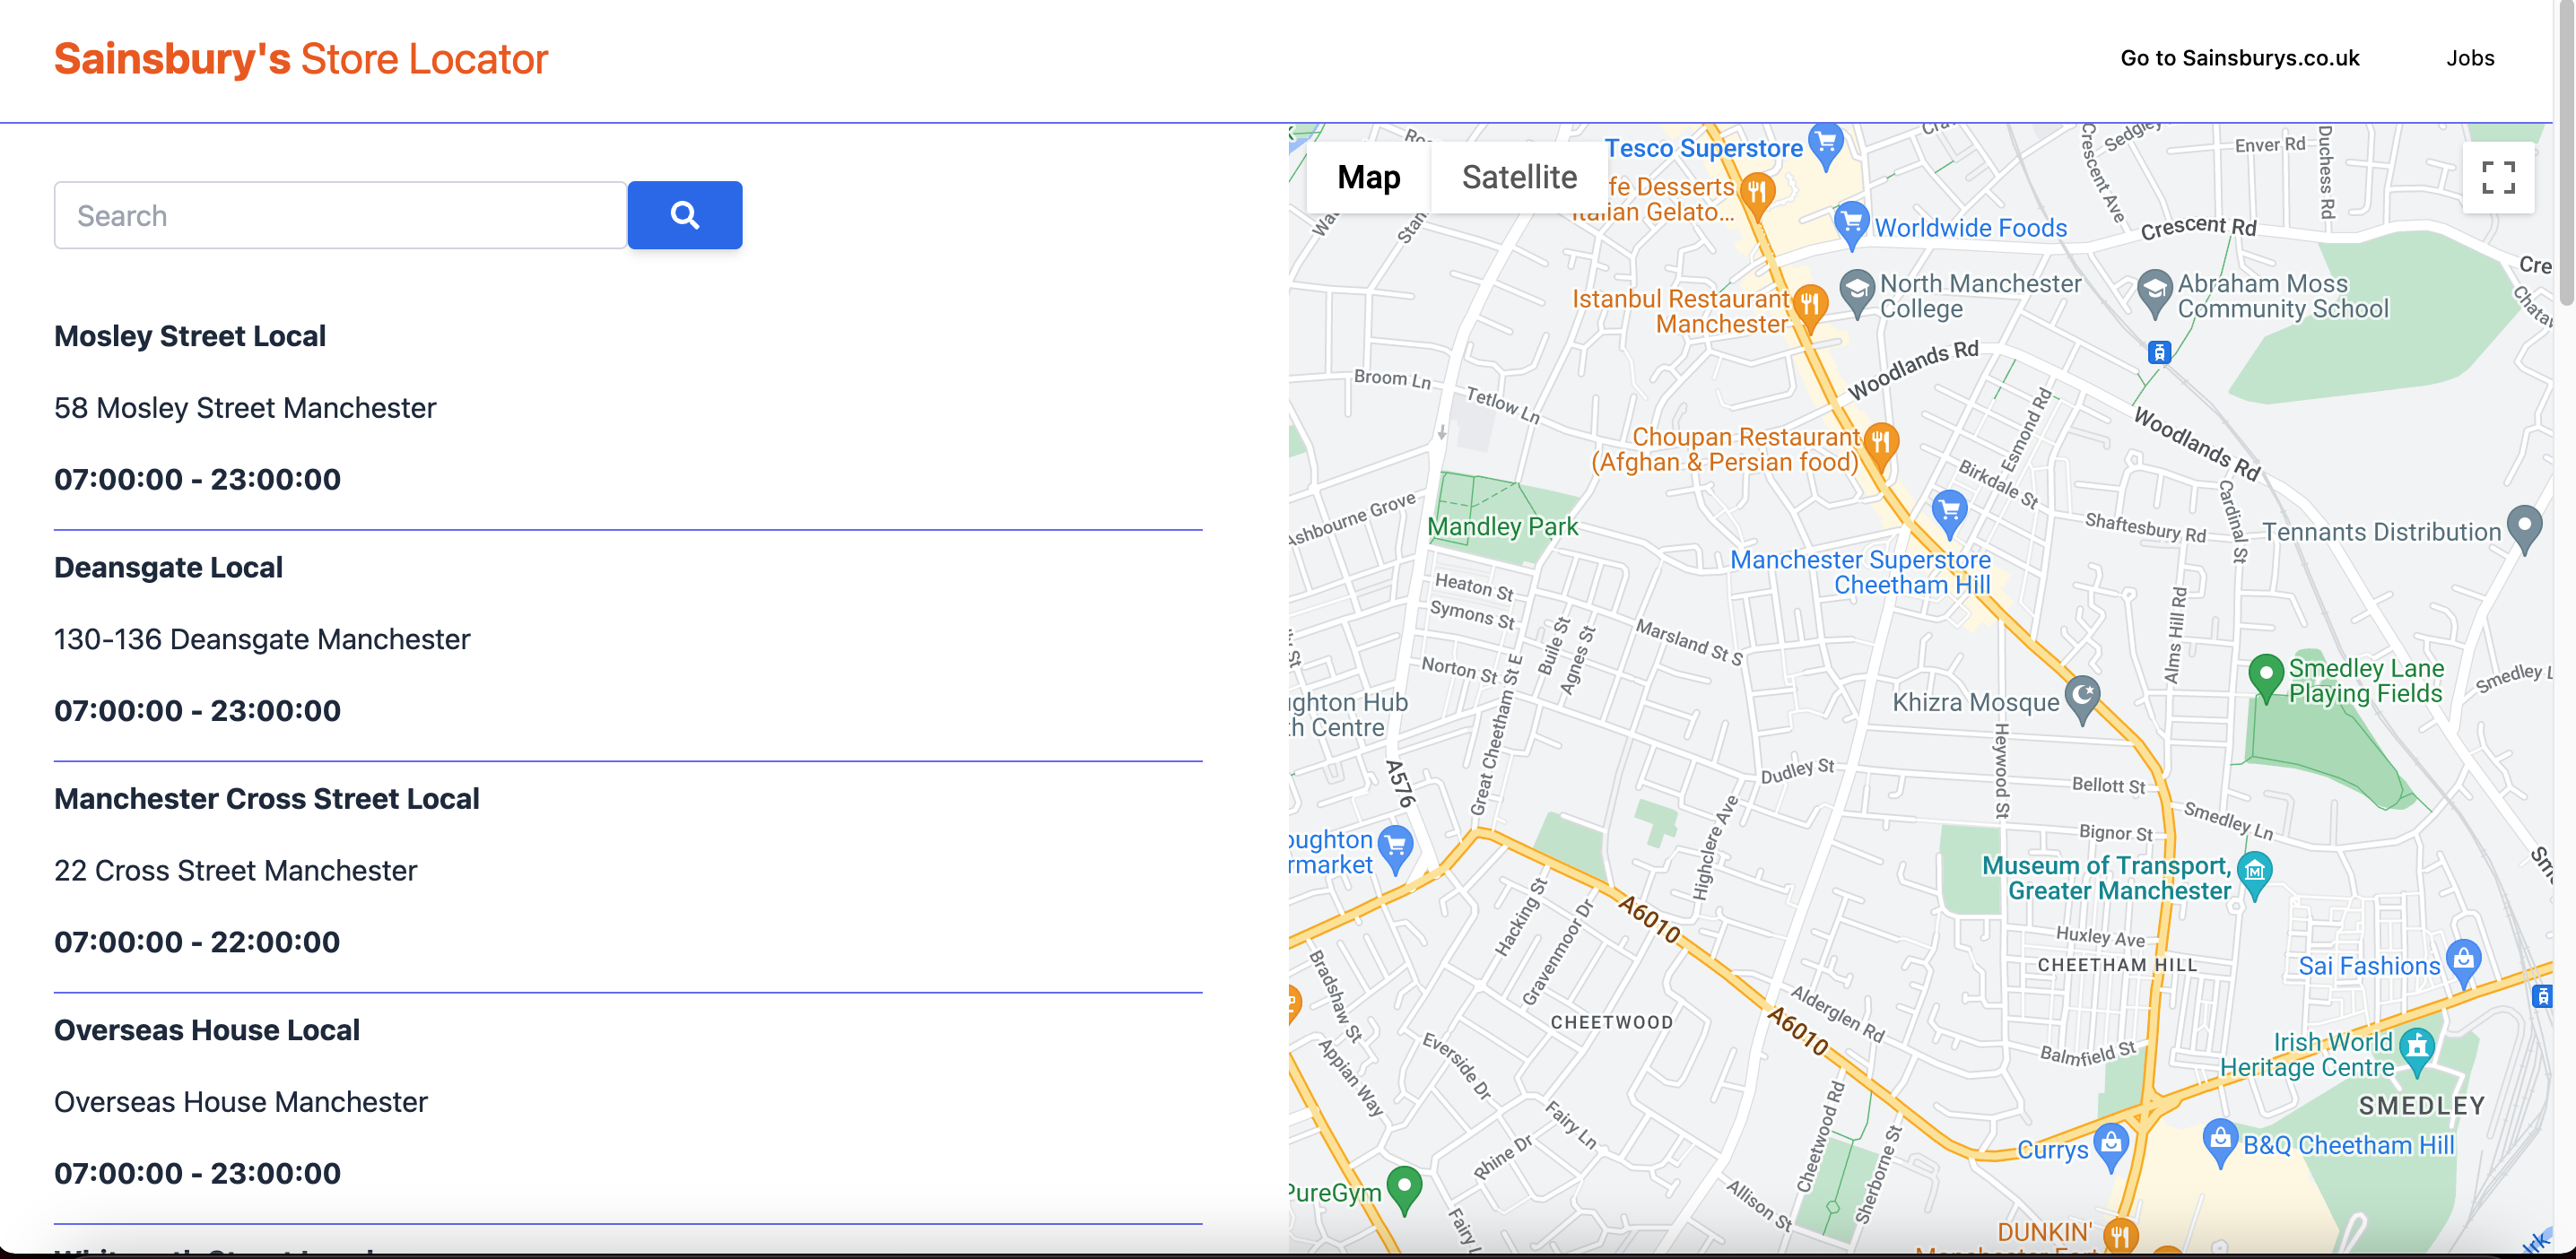 Sainsbury's Store Locator
Go to Sainsburys.co.uk
Jobs
Search
Mosley Street Local
58 Mosley Street Manchester
07:00:00 - 23:00:00
Deansgate Local
130-136 Deansgate Manchester
07:00:00 - 23:00:00
Manchester Cross Street Local
22 Cross Street Manchester
07:00:00 - 22:00:00
Overseas House Local
Overseas House Manchester
07:00:00 - 23:00:00
Map
Satellite
Tesco Superstore
Desserts
Gelato...
Worldwide Foods
Enver Rd
Duchess Rd
Crescent Ave
Crescent Rd
North Manchester
College
Abraham Moss
Community School
Istanbul Restaurant
Manchester
Woodlands Rd
Broom Ln
Tetlow Ln
Esmond Rd
Woodlands Rd
Choupan Restaurant
(Afghan & Persian food)
Birkdale St
Cardinal St
Ashbourne Grove
Mandley Park
Shaftesbury Rd
Tennants Distribution
Manchester Superstore
Cheetham Hill
Heaton St
Symons St
Buile St
Agnes St
Marsland St S
Alms Hill Rd
Norton St
Smedley Lane
Playing Fields
Smedley L
Khizra Mosque
ughton Hub
th Centre
Great Cheetham St E
A576
Heywood St
Dudley St
Bellott St
Smedley Ln
Bignor St
Highclere Ave
oughton
rmarket
Museum of Transport,
Greater Manchester
Hacking St
Gravenmoor Dr
A6010
Huxley Ave
CHEETHAM HILL
Sai Fashions
Bradshaw St
Alderglen Rd
CHEETWOOD
A6010
Everside Dr
Appian Way
Balmfield St
Irish World
Heritage Centre
SMEDLEY
Fairy Ln
Rhine Dr
Cheetwood Rd
Sherborne St
Currys
B&Q Cheetham Hill
PureGym
Allison St
Fairy L
DUNKIN'